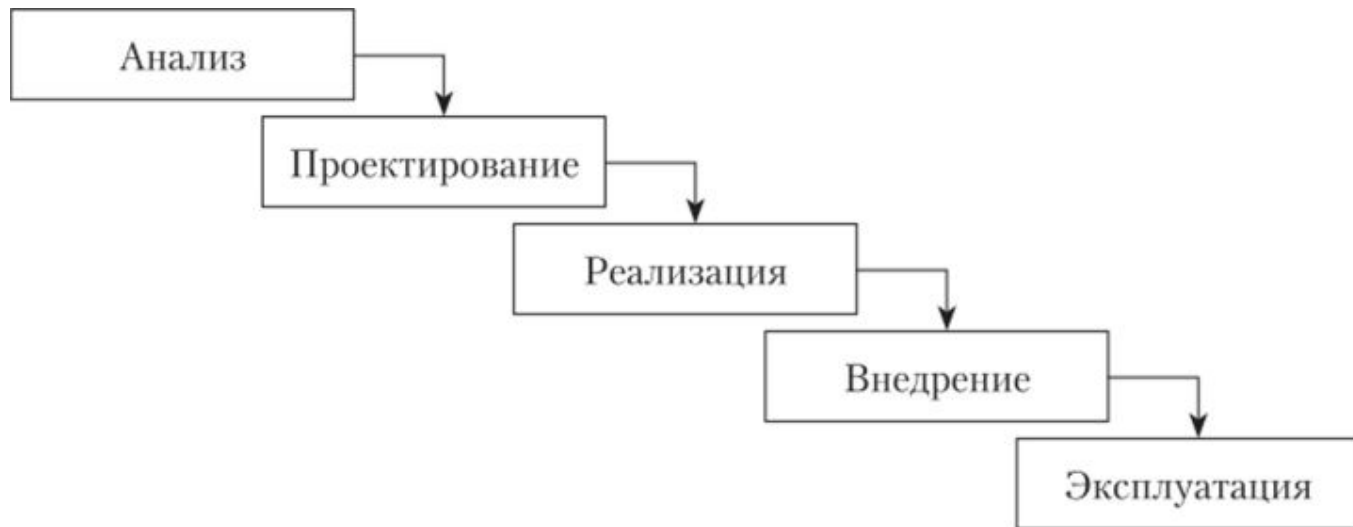 Анализ
Проектирование
Реализация
Внедрение
Эксплуатация